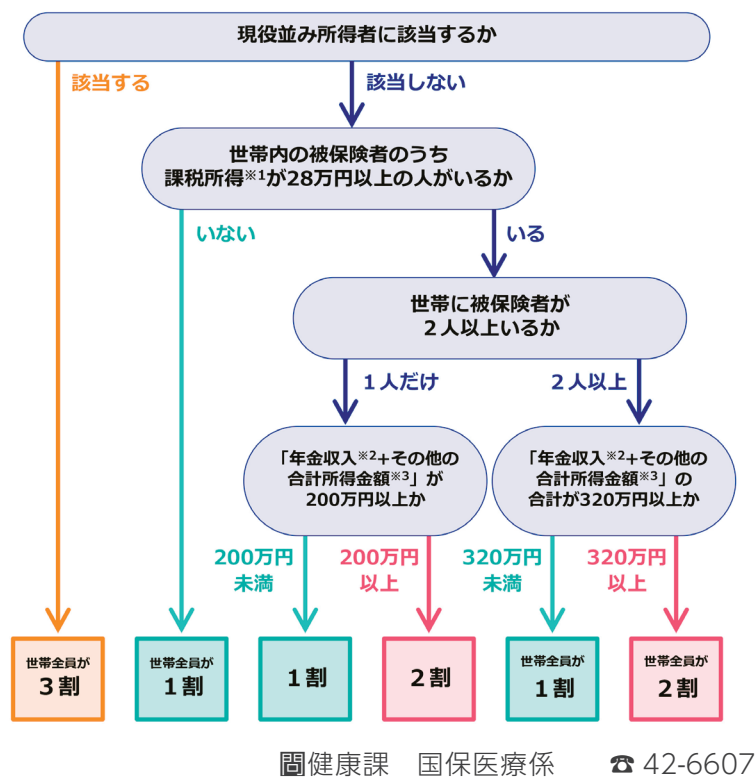 現役並み所得者に該当するか
該当する
該当しない
世帯内の被保険者のうち
課税所得※1が28万円以上の人がいるか
いない
いる
世帯に被保険者が
２人以上いるか
１人だけ
２人以上
「年金収入※2+その他の
合計所得金額※3」が
200万円以上か
「年金収入※2+その他の
合計所得金額※3」の
合計が320万円以上か
200万円
未満
200万円
以上
320万円
未満
320万円
以上
世帯全員が
３割
世帯全員が
１割
１割
２割
世帯全員が
１割
世帯全員が
２割
問健康課　国保医療係　☎ 42-6607